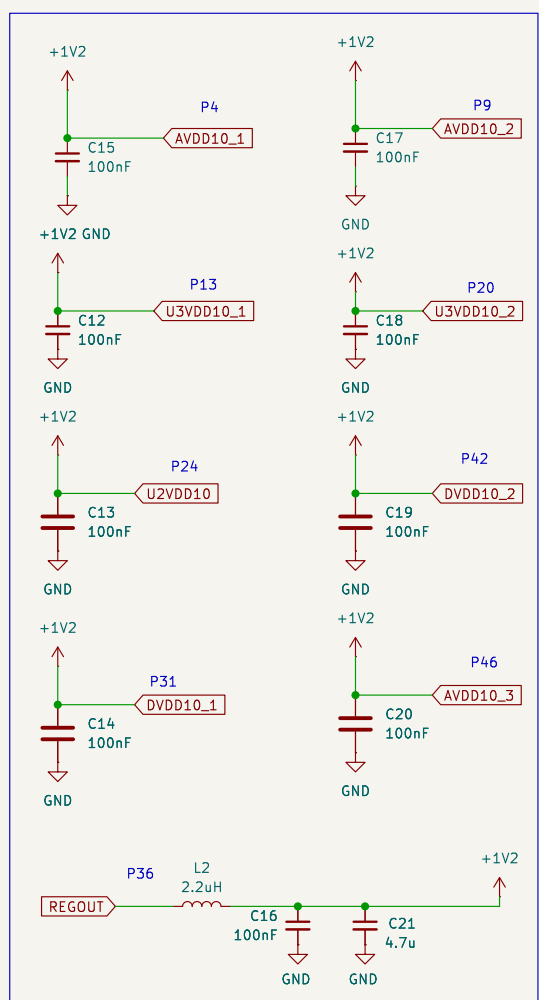 +1V2
P4
AVDD10_1
C15
100nF
GND
+1V2
P9
AVDD10_2
C17
100nF
GND
+1V2
P13
U3VDD10_1
C12
100nF
GND
+1V2
P20
U3VDD10_2
C18
100nF
GND
+1V2
P24
U2VDD10
C13
100nF
GND
+1V2
P42
DVDD10_2
C19
100nF
GND
+1V2
P31
DVDD10_1
C14
100nF
GND
+1V2
P46
AVDD10_3
C20
100nF
GND
P36
REGOUT
L2
2.2uH
C16
100nF
GND
C21
4.7u
GND
+1V2